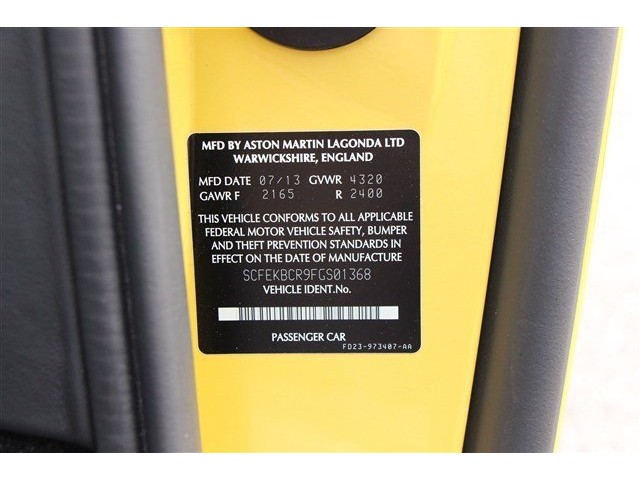 MFD BY ASTON MARTIN LAGONDA LTD
WARWICKSHIRE, ENGLAND
MFD DATE 07/13 GVWR 4320
GAWR F 2165 R 2400
THIS VEHICLE CONFORMS TO ALL APPLICABLE
FEDERAL MOTOR VEHICLE SAFETY, BUMPER
AND THEFT PREVENTION STANDARDS IN
EFFECT ON THE DATE OF MANUFACTURE
SCFEKBCR9FGS01368
VEHICLE IDENT.No.
PASSENGER CAR
FD23-973407-AA